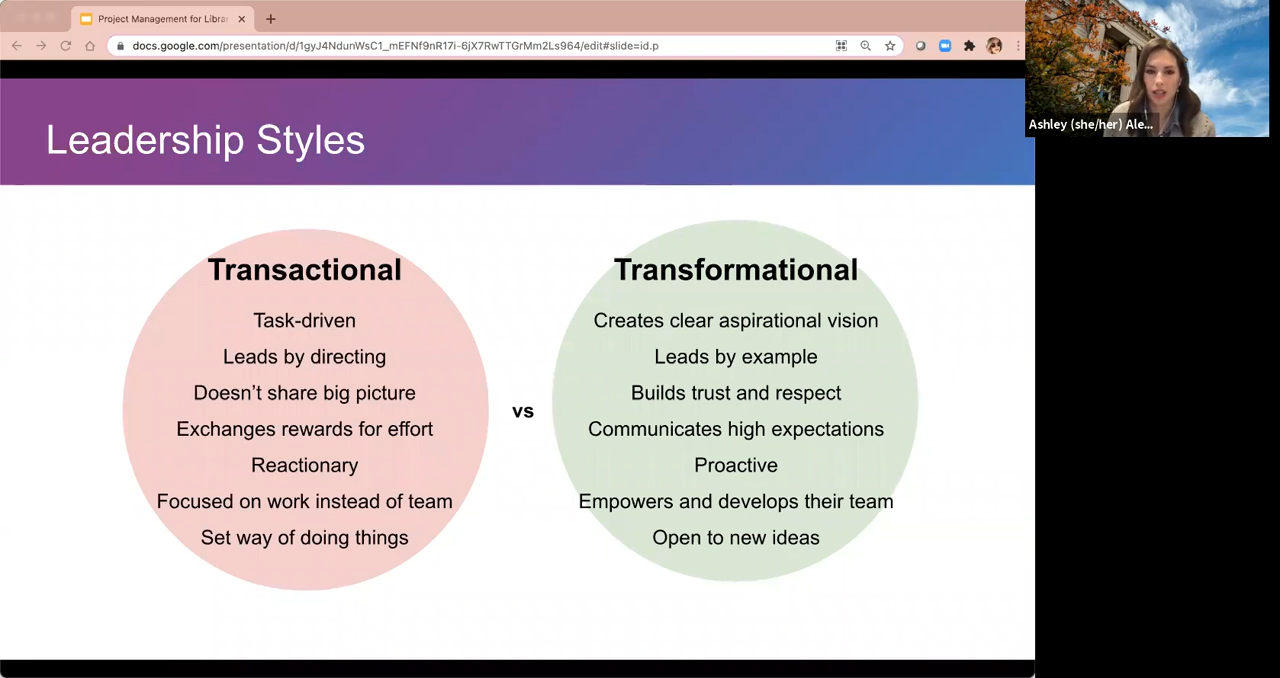 Project Management for Librar
docs.google.com/presentation/d/1gyJ4NdunWsC1_mEFNf9nR17i-6jX7RwTTGrMm2Ls964/edit#slide=id.p
Ashley (she/her) Ale...
Leadership Styles
Transactional
Task-driven
Leads by directing
Doesn’t share big picture
Exchanges rewards for effort
Reactionary
Focused on work instead of team
Set way of doing things
vs
Transformational
Creates clear aspirational vision
Leads by example
Builds trust and respect
Communicates high expectations
Proactive
Empowers and develops their team
Open to new ideas